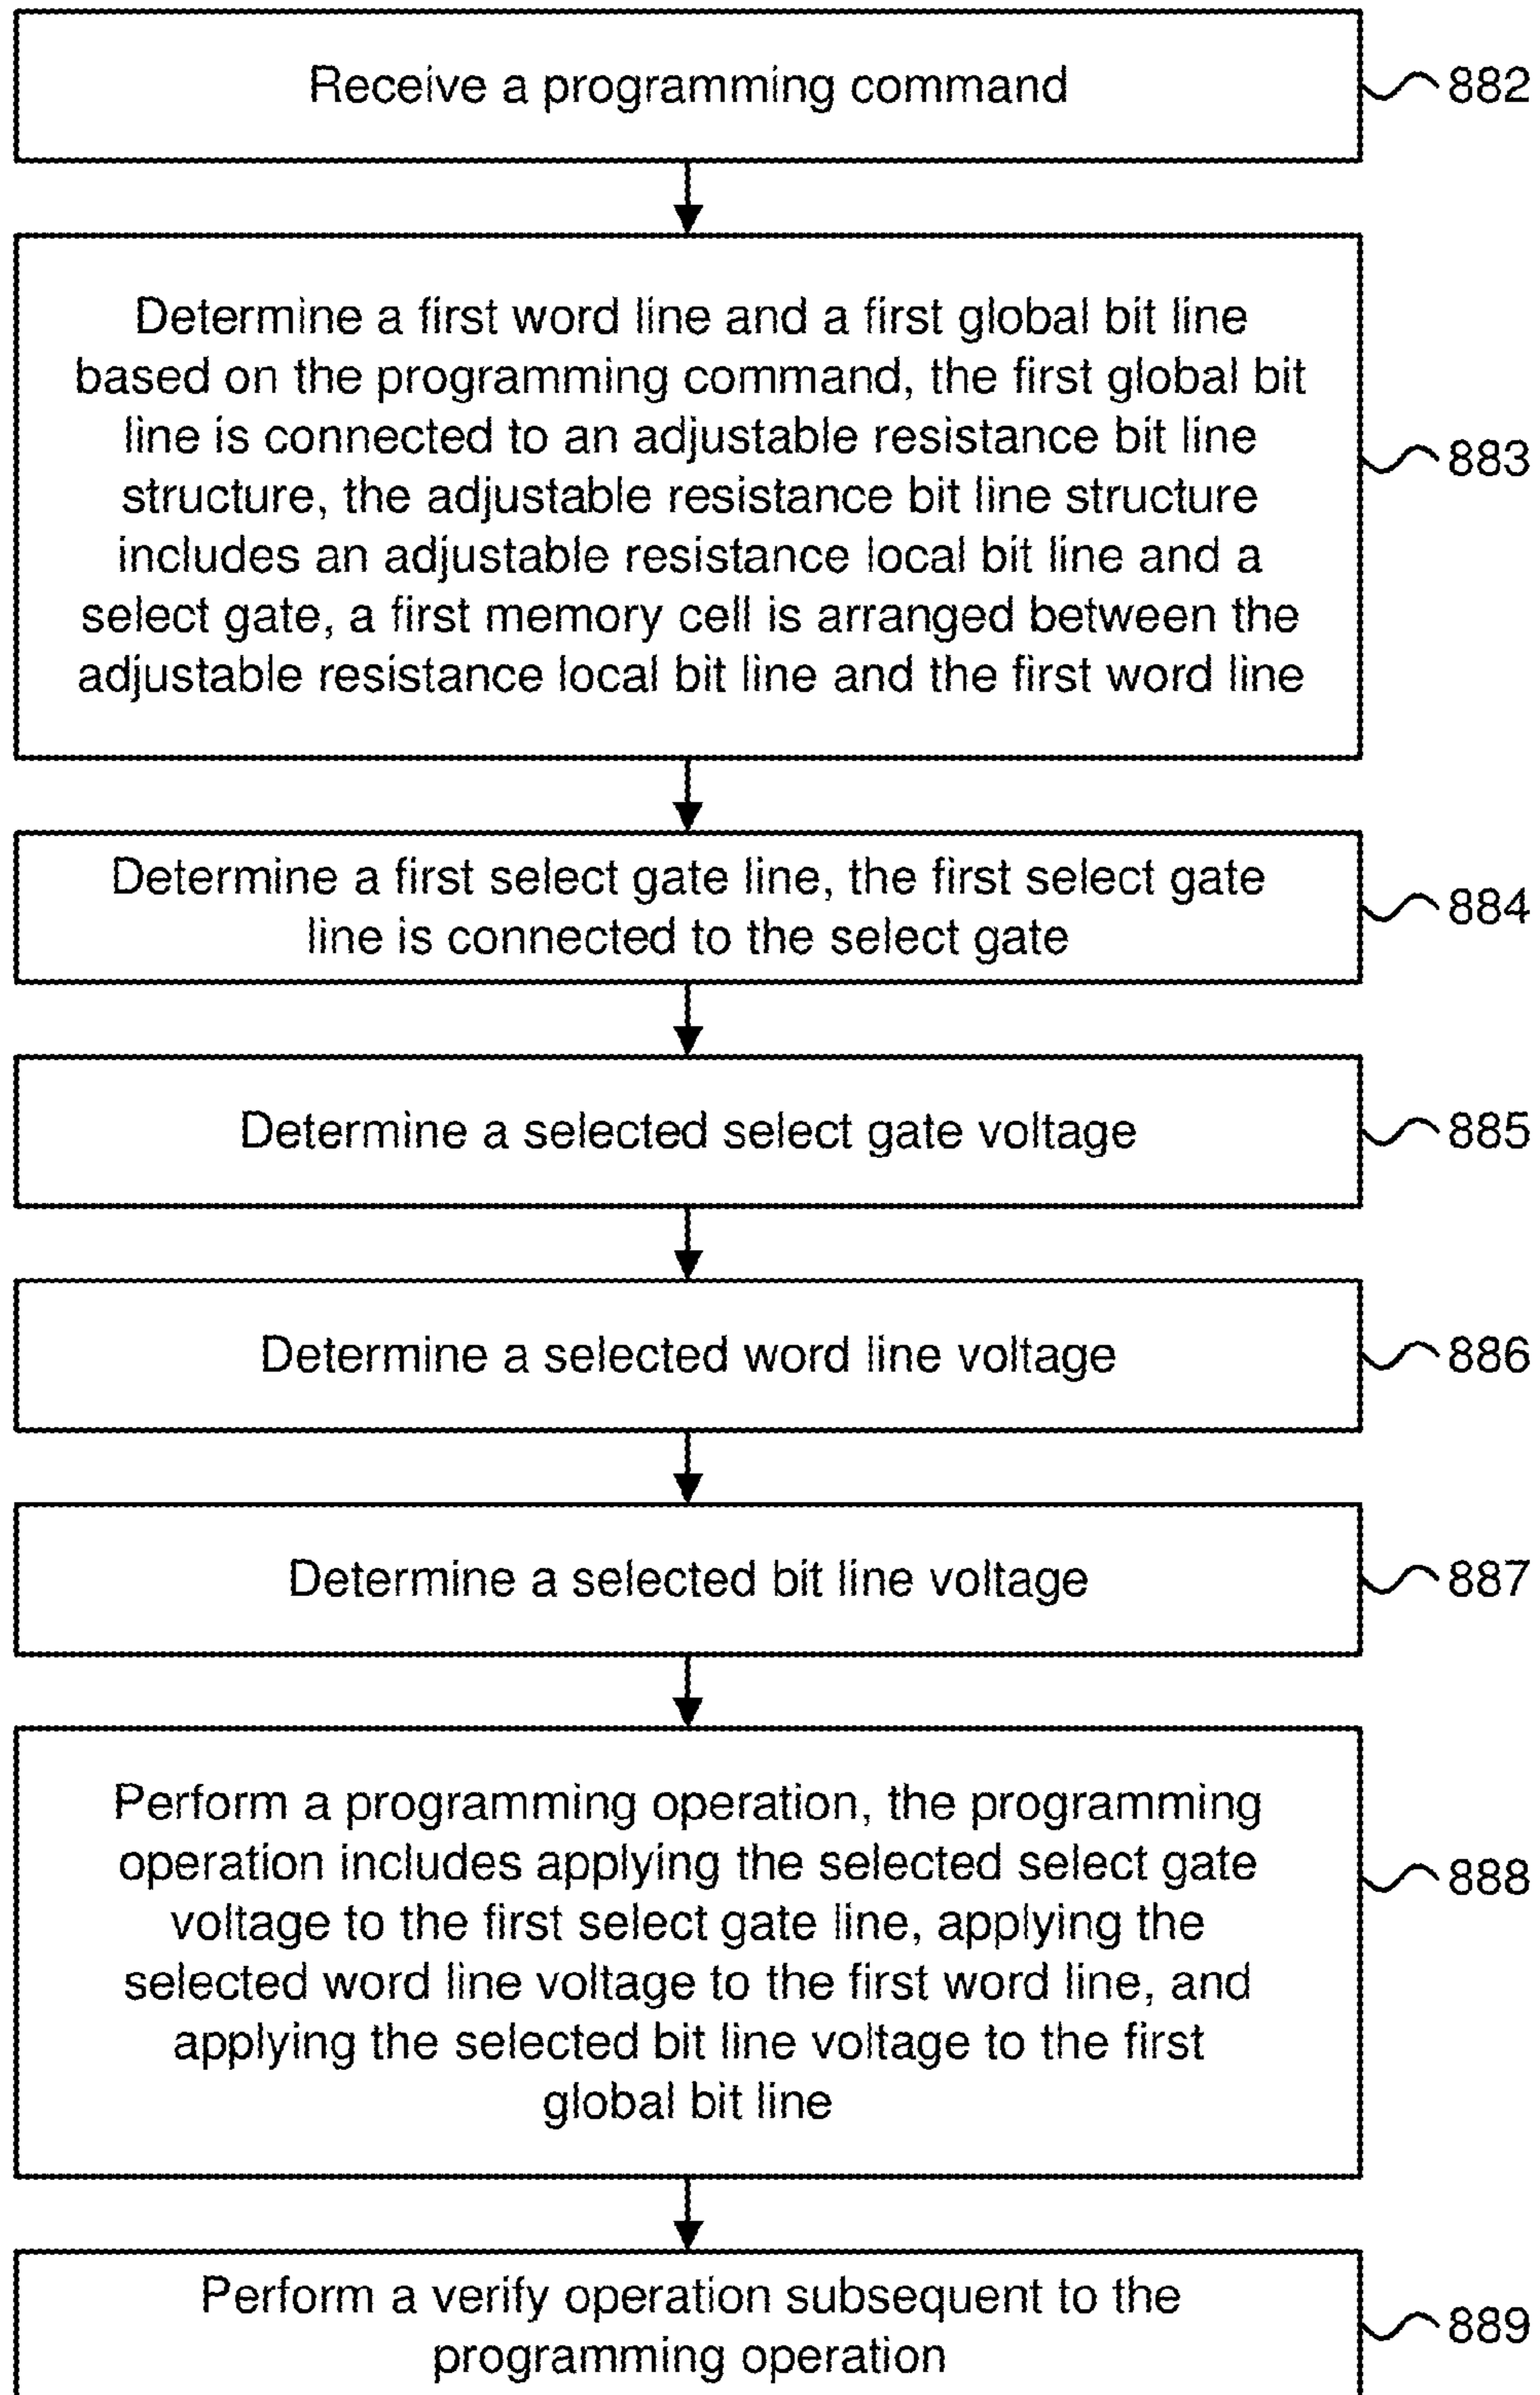 Receive a programming command
882
Determine a first word line and a first global bit line
based on the programming command, the first global bit
line is connected to an adjustable resistance bit line
structure, the adjustable resistance bit line structure
includes an adjustable resistance local bit line and a
select gate, a first memory cell is arranged between the
adjustable resistance local bit line and the first word line
883
Determine a first select gate line, the first select gate
line is connected to the select gate
884
Determine a selected select gate voltage
885
Determine a selected word line voltage
886
Determine a selected bit line voltage
887
Perform a programming operation, the programming
operation includes applying the selected select gate
voltage to the first select gate line, applying the
selected word line voltage to the first word line, and
applying the selected bit line voltage to the first
global bit line
888
Perform a verify operation subsequent to the
programming operation
889